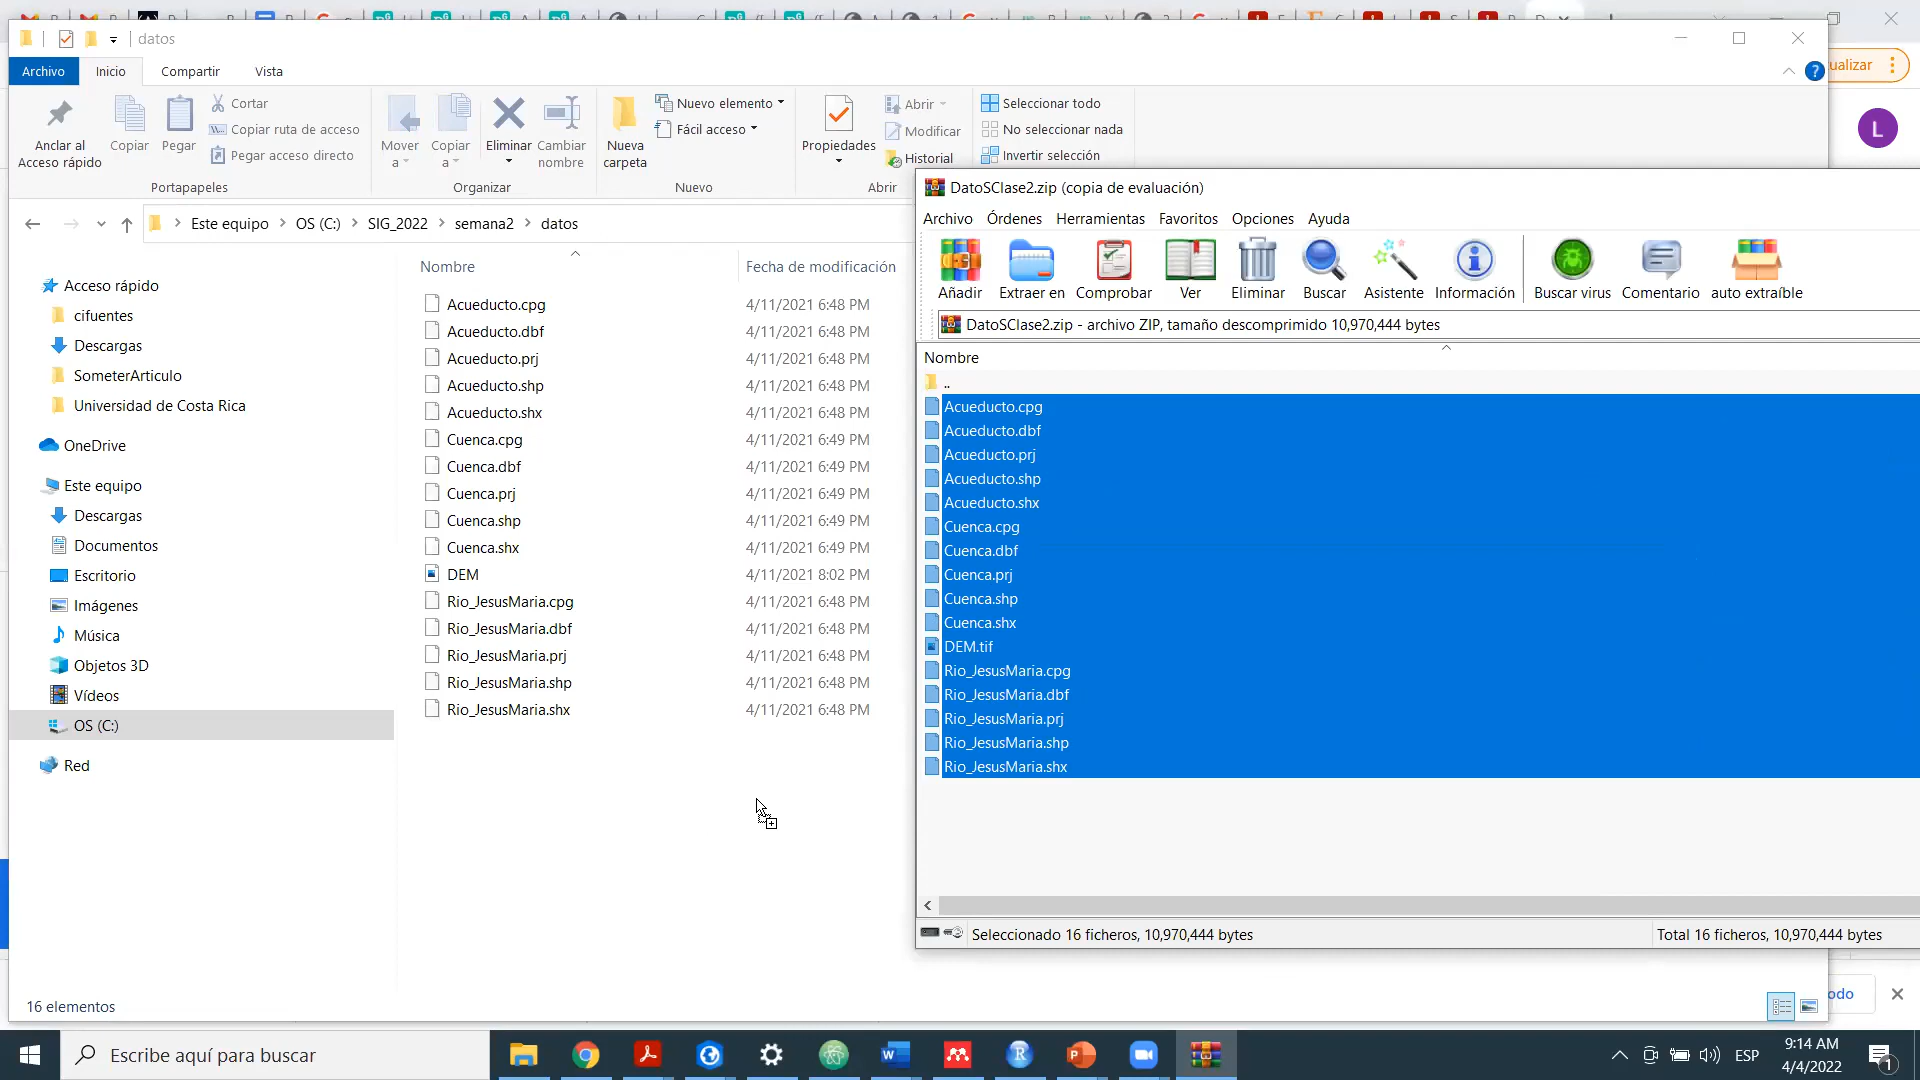 datos
Archivo
Inicio
Compartir
Vista
ualizar
L
Anclar al
Acceso rápido
Copiar
Pegar
Cortar
Copiar ruta de acceso
Pegar acceso directo
Portapapeles
Mover
a
Copiar
a
Eliminar
Cambiar
nombre
Organizar
Nueva
carpeta
Nuevo elemento
Fácil acceso
Nuevo
Propiedades
Abrir
Modificar
Historial
Abrir
Seleccionar todo
No seleccionar nada
Invertir selección
Este equipo > OS (C:) > SIG_2022 > semana2 > datos
Acceso rápido
cifuentes
Descargas
SometerArticulo
Universidad de Costa Rica
OneDrive
Este equipo
Descargas
Documentos
Escritorio
Imágenes
Música
Objetos 3D
Vídeos
OS (C:)
Red
Nombre Fecha de modificación
Acueducto.cpg 4/11/2021 6:48 PM
Acueducto.dbf 4/11/2021 6:48 PM
Acueducto.prj 4/11/2021 6:48 PM
Acueducto.shp 4/11/2021 6:48 PM
Acueducto.shx 4/11/2021 6:48 PM
Cuenca.cpg 4/11/2021 6:49 PM
Cuenca.dbf 4/11/2021 6:49 PM
Cuenca.prj 4/11/2021 6:49 PM
Cuenca.shp 4/11/2021 6:49 PM
Cuenca.shx 4/11/2021 6:49 PM
DEM 4/11/2021 8:02 PM
Rio_JesusMaria.cpg 4/11/2021 6:48 PM
Rio_JesusMaria.dbf 4/11/2021 6:48 PM
Rio_JesusMaria.prj 4/11/2021 6:48 PM
Rio_JesusMaria.shp 4/11/2021 6:48 PM
Rio_JesusMaria.shx 4/11/2021 6:48 PM
16 elementos
DatoSClase2.zip (copia de evaluación)
Archivo Órdenes Herramientas Favoritos Opciones Ayuda
Añadir Extraer en Comprobar Ver Eliminar Buscar Asistente Información Buscar virus Comentario auto extraíble
DatoSClase2.zip - archivo ZIP, tamaño descomprimido 10,970,444 bytes
Nombre
..
Acueducto.cpg
Acueducto.dbf
Acueducto.prj
Acueducto.shp
Acueducto.shx
Cuenca.cpg
Cuenca.dbf
Cuenca.prj
Cuenca.shp
Cuenca.shx
DEM.tif
Rio_JesusMaria.cpg
Rio_JesusMaria.dbf
Rio_JesusMaria.prj
Rio_JesusMaria.shp
Rio_JesusMaria.shx
Seleccionado 16 ficheros, 10,970,444 bytes
Total 16 ficheros, 10,970,444 bytes
odo
Escribe aquí para buscar
ESP
9:14 AM
4/4/2022
1